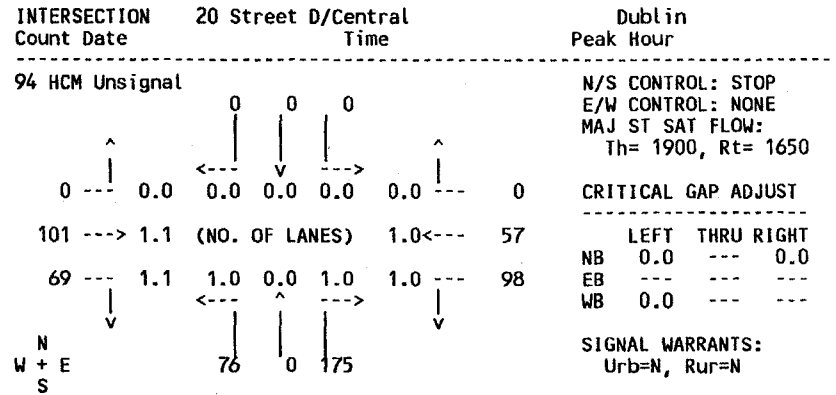 INTERSECTION 20 Street D/Central Dublin
Count Date Time Peak Hour
94 HCM Unsignal N/S CONTROL: STOP
0 0 0 E/W CONTROL: NONE
MAJ ST SAT FLOW:
^ ^ Th= 1900, Rt= 1650
<--- v --->
0 --- 0.0 0.0 0.0 0.0 0.0 --- 0 CRITICAL GAP ADJUST
101 ---> 1.1 (NO. OF LANES) 1.0<--- 57 LEFT THRU RIGHT
NB 0.0 --- 0.0
69 --- 1.1 1.0 0.0 1.0 1.0 --- 98 EB --- --- ---
<--- ^ ---> WB 0.0 --- ---
v v
N SIGNAL WARRANTS:
W + E 76 0 175 Urb=N, Rur=N
S